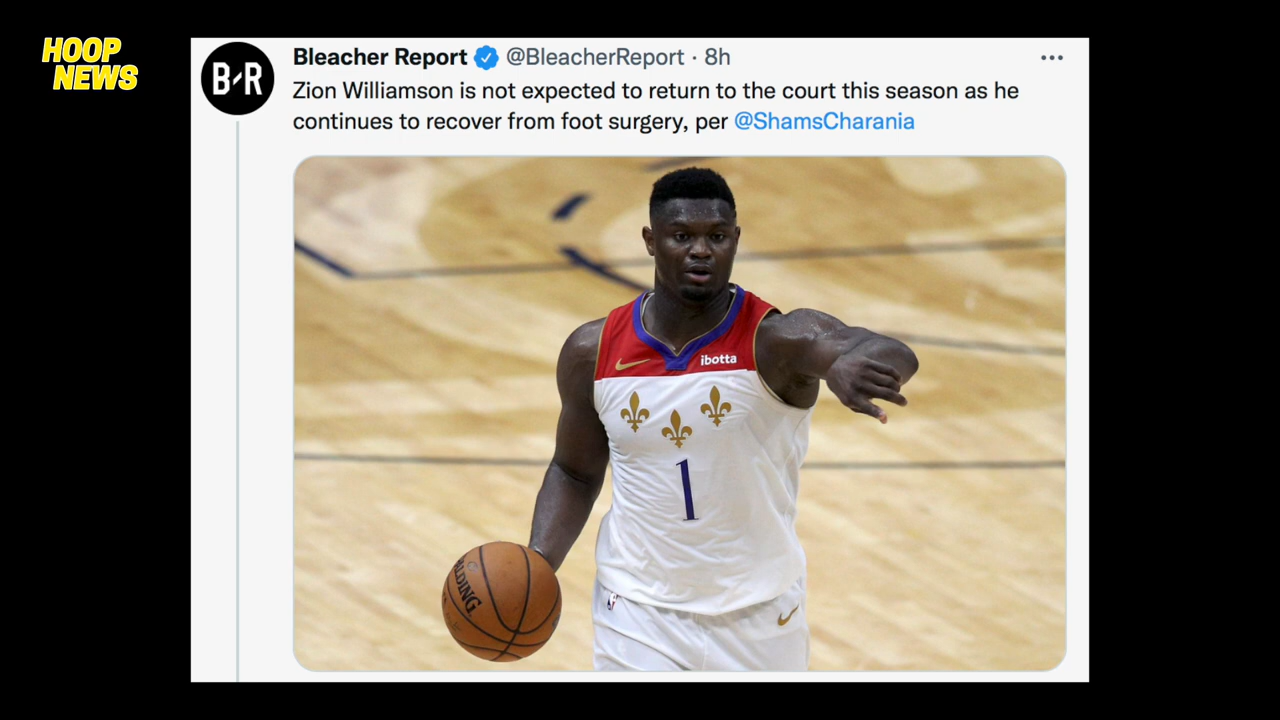 HOOP
NEWS
B-R
Bleacher Report @BleacherReport · 8h
Zion Williamson is not expected to return to the court this season as he
continues to recover from foot surgery, per @ShamsCharania
ibotta
1
ALDING